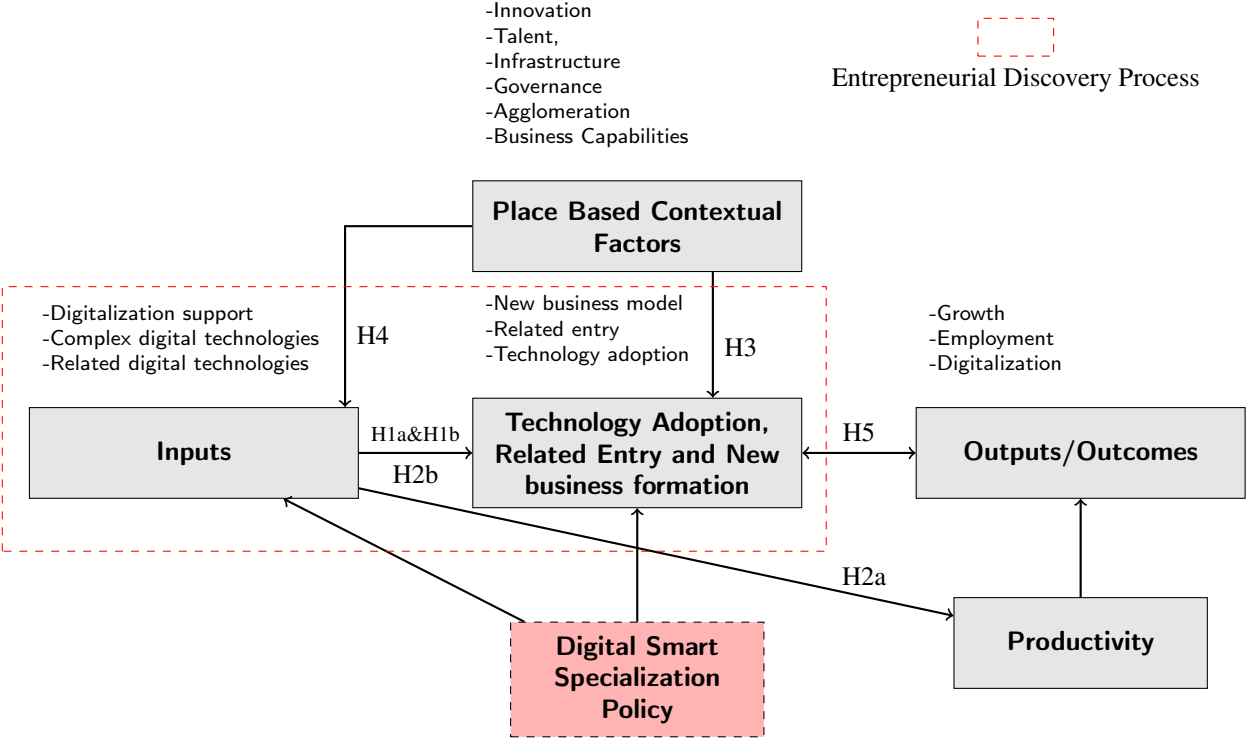 -Innovation
-Talent,
-Infrastructure
-Governance
-Agglomeration
-Business Capabilities
Entrepreneurial Discovery Process
Place Based Contextual
Factors
-Digitalization support
-Complex digital technologies
-Related digital technologies
H4
-New business model
-Related entry
-Technology adoption
H3
-Growth
-Employment
-Digitalization
Inputs
H1a&H1b
H2b
Technology Adoption,
Related Entry and New
business formation
H5
Outputs/Outcomes
H2a
Digital Smart
Specialization
Policy
Productivity